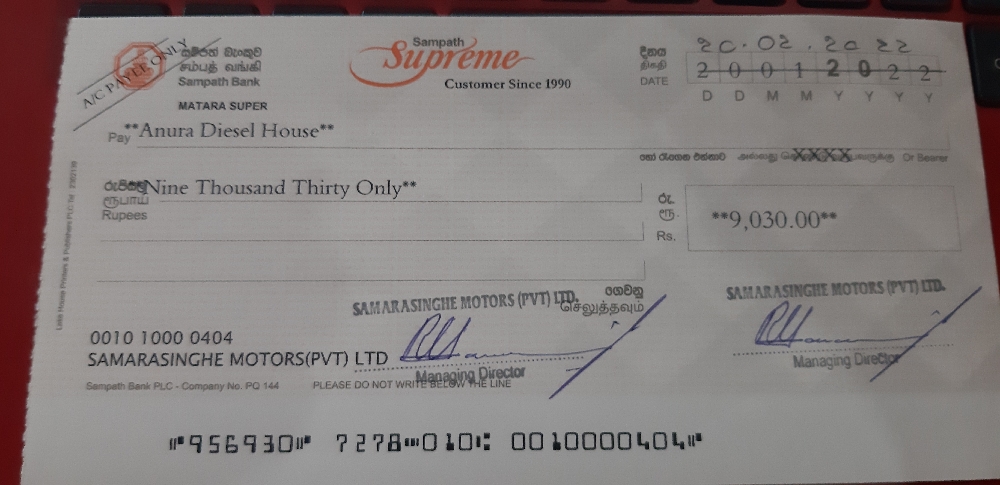 A/C PAYEE ONLY
සම්පත් බැංකුව
சம்பத் வங்கி
Sampath Bank
MATARA SUPER
Sampath
Supreme
Customer Since 1990
දිනය
திகதி
DATE
20.02.2022
2 0 0 1 2 0 2 2
D D M M Y Y Y Y
Pay **Anura Diesel House**
හෝ රැගෙන එන්නාට XXXX Or Bearer
රුපියල් Nine Thousand Thirty Only**
ரூபாய்
Rupees
රු.
ரூ.
Rs.
**9,030.00**
ගෙවනු
செலுத்தவும்
SAMARASINGHE MOTORS (PVT) LTD.
Managing Director
SAMARASINGHE MOTORS (PVT) LTD.
Managing Director
0010 1000 0404
SAMARASINGHE MOTORS(PVT) LTD
Sampath Bank PLC - Company No. PQ 144 PLEASE DO NOT WRITE BELOW THE LINE
⑈956930⑈ 7278⑉010⑆ 0010000404⑈